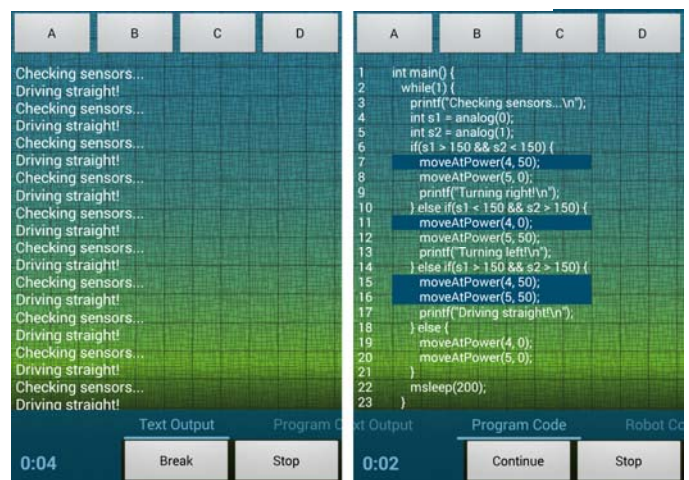 A B C D
Checking sensors...
Driving straight!
Checking sensors...
Driving straight!
Checking sensors...
Driving straight!
Checking sensors...
Driving straight!
Checking sensors...
Driving straight!
Checking sensors...
Driving straight!
Checking sensors...
Driving straight!
Checking sensors...
Driving straight!
Checking sensors...
Driving straight!
Checking sensors...
Driving straight!
Text Output Program C
0:04 Break Stop
A B C D
1 int main() {
2 while(1) {
3 printf("Checking sensors...\n");
4 int s1 = analog(0);
5 int s2 = analog(1);
6 if(s1 > 150 && s2 < 150) {
7 moveAtPower(4, 50);
8 moveAtPower(5, 0);
9 printf("Turning right!\n");
10 } else if(s1 < 150 && s2 > 150) {
11 moveAtPower(4, 0);
12 moveAtPower(5, 50);
13 printf("Turning left!\n");
14 } else if(s1 > 150 && s2 > 150) {
15 moveAtPower(4, 50);
16 moveAtPower(5, 50);
17 printf("Driving straight!\n");
18 } else {
19 moveAtPower(4, 0);
20 moveAtPower(5, 0);
21 }
22 msleep(200);
23 }
xt Output Program Code Robot Co
0:02 Continue Stop